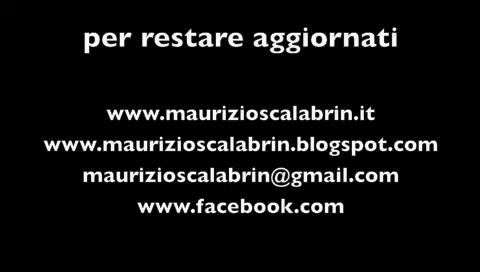 per restare aggiornati
www.maurizioscalabrin.it
www.maurizioscalabrin.blogspot.com
maurizioscalabrin@gmail.com
www.facebook.com